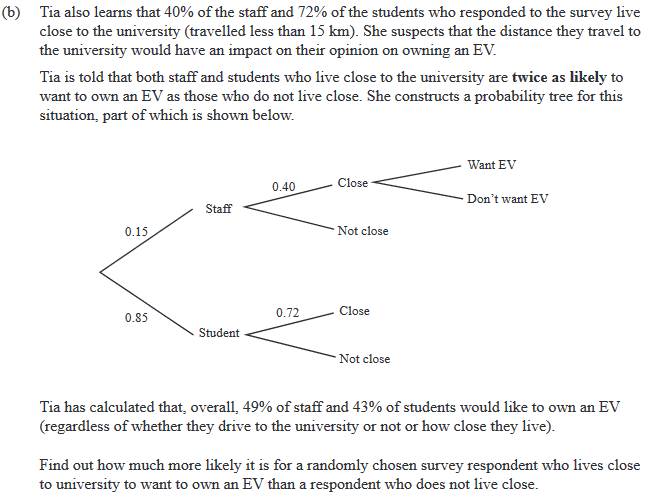 (b) Tia also learns that 40% of the staff and 72% of the students who responded to the survey live
close to the university (travelled less than 15 km). She suspects that the distance they travel to
the university would have an impact on their opinion on owning an EV.
Tia is told that both staff and students who live close to the university are twice as likely to
want to own an EV as those who do not live close. She constructs a probability tree for this
situation, part of which is shown below.
Want EV
0.40
Close
Don't want EV
Staff
0.15
Not close
0.85
0.72
Close
Student
Not close
Tia has calculated that, overall, 49% of staff and 43% of students would like to own an EV
(regardless of whether they drive to the university or not or how close they live).
Find out how much more likely it is for a randomly chosen survey respondent who lives close
to university to want to own an EV than a respondent who does not live close.